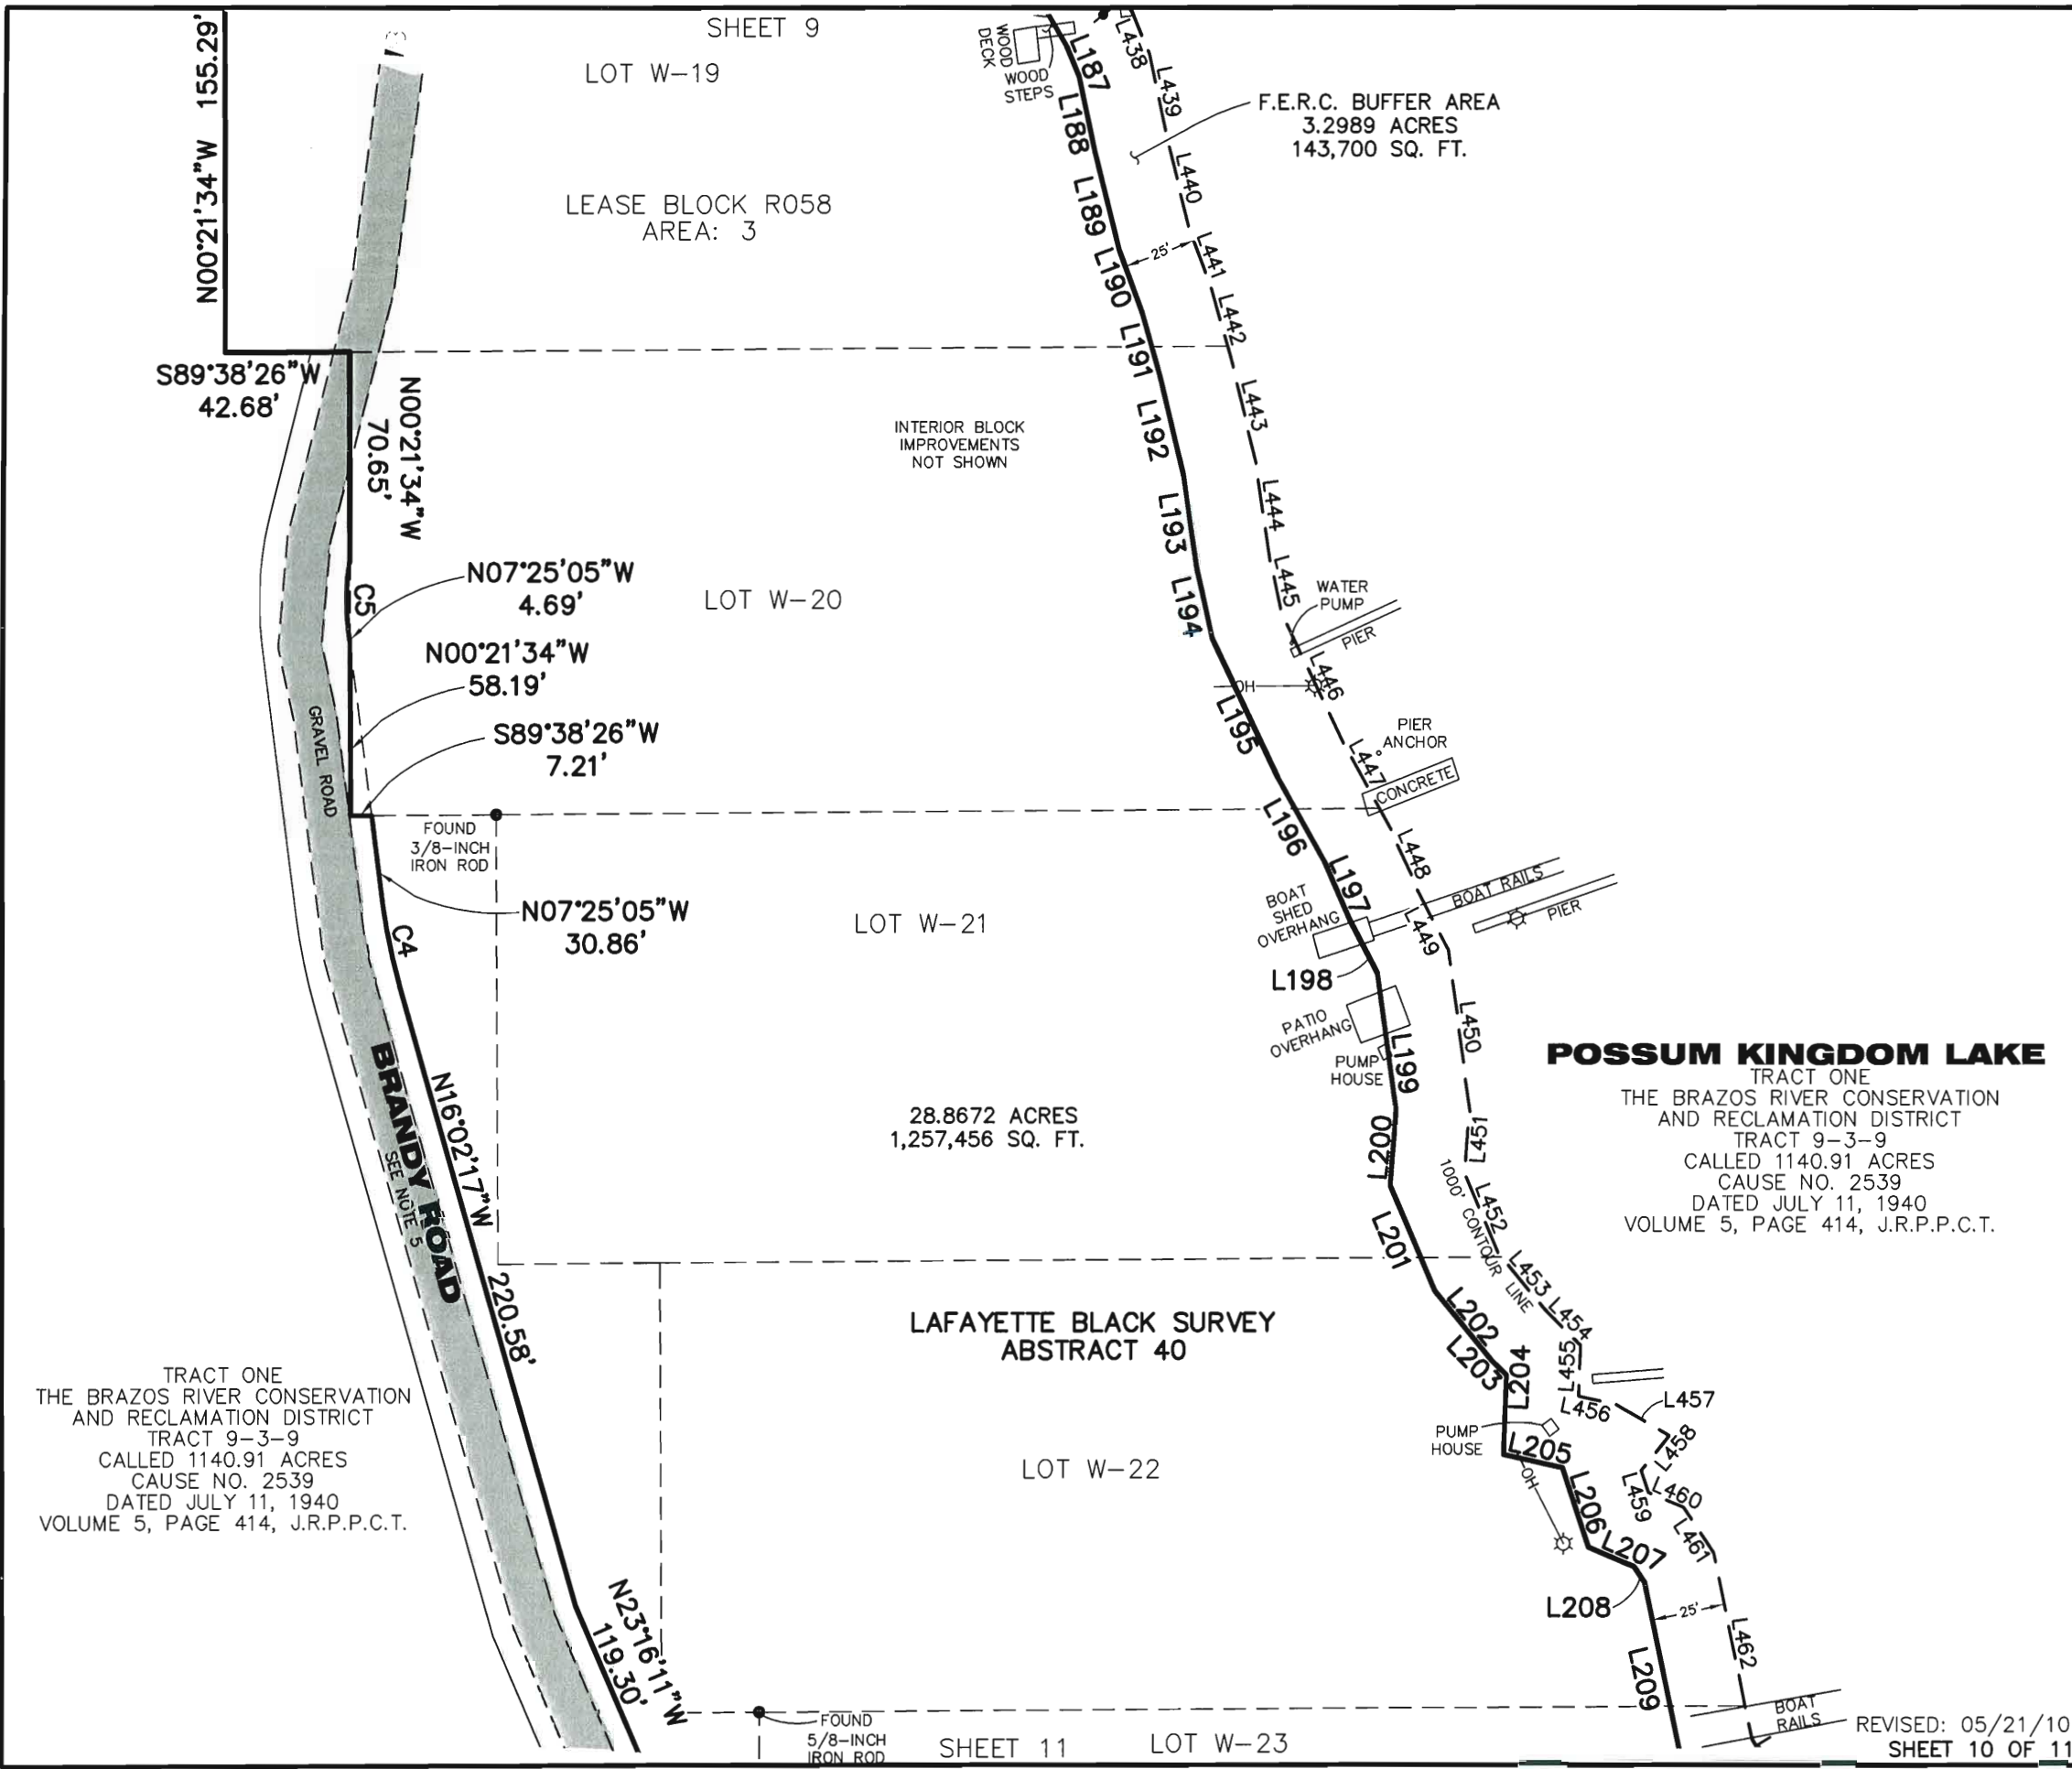 SHEET 9
LOT W-19
N00°21'34"W 155.29'
WOOD
DECK
WOOD
STEPS
L187
L438
L439
L188
F.E.R.C. BUFFER AREA
3.2989 ACRES
143,700 SQ. FT.
L440
LEASE BLOCK R058
AREA: 3
L189
L441
25'
L190
L442
L191
S89°38'26"W
42.68'
N00°21'34"W
70.65'
L443
L192
INTERIOR BLOCK
IMPROVEMENTS
NOT SHOWN
L193
L444
L445
L194
C5
N07°25'05"W
4.69'
LOT W-20
WATER
PUMP
PIER
N00°21'34"W
58.19'
L446
OH
L195
GRAVEL ROAD
S89°38'26"W
7.21'
L447
PIER
ANCHOR
CONCRETE
FOUND
3/8-INCH
IRON ROD
L196
L448
N07°25'05"W
30.86'
C4
LOT W-21
L197
BOAT
SHED
OVERHANG
L449
BOAT RAILS
PIER
L198
PATIO
OVERHANG
PUMP
HOUSE
L199
L450
POSSUM KINGDOM LAKE
TRACT ONE
THE BRAZOS RIVER CONSERVATION
AND RECLAMATION DISTRICT
TRACT 9-3-9
CALLED 1140.91 ACRES
CAUSE NO. 2539
DATED JULY 11, 1940
VOLUME 5, PAGE 414, J.R.P.P.C.T.
BRANDY ROAD
SEE NOTE 5
N16°02'17"W
220.58'
28.8672 ACRES
1,257,456 SQ. FT.
L200
L451
1000' CONTOUR LINE
L452
L201
L453
L454
L202
L203
L204
L455
LAFAYETTE BLACK SURVEY
ABSTRACT 40
L456
L457
TRACT ONE
THE BRAZOS RIVER CONSERVATION
AND RECLAMATION DISTRICT
TRACT 9-3-9
CALLED 1140.91 ACRES
CAUSE NO. 2539
DATED JULY 11, 1940
VOLUME 5, PAGE 414, J.R.P.P.C.T.
PUMP
HOUSE
L205
L458
LOT W-22
OH
L206
L459
L460
L461
L207
L208
25'
N23°16'11"W
119.30'
L209
L462
FOUND
5/8-INCH
IRON ROD
SHEET 11
LOT W-23
BOAT
RAILS
REVISED: 05/21/10
SHEET 10 OF 11